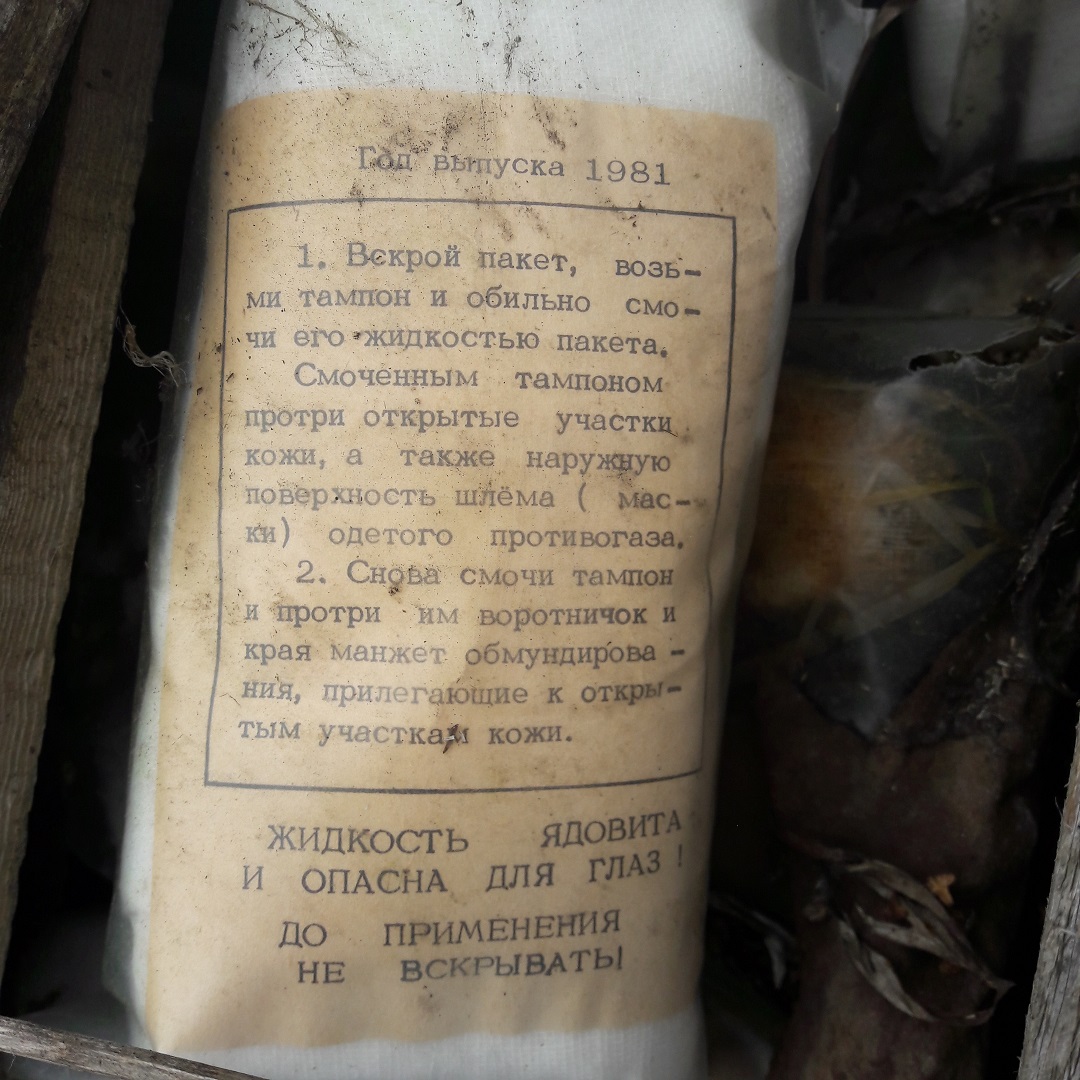 Год выпуска 1981
1. Вскрой пакет, возь-
ми тампон и обильно смо-
чи его жидкостью пакета.
Смоченным тампоном
протри открытые участки
кожи, а также наружную
поверхность шлёма ( мас-
ки) одетого противогаза.
2. Снова смочи тампон
и протри им воротничок и
края манжет обмундирова-
ния, прилегающие к откры-
тым участкам кожи.
ЖИДКОСТЬ ЯДОВИТА
И ОПАСНА ДЛЯ ГЛАЗ !
ДО ПРИМЕНЕНИЯ
НЕ ВСКРЫВАТЬ!